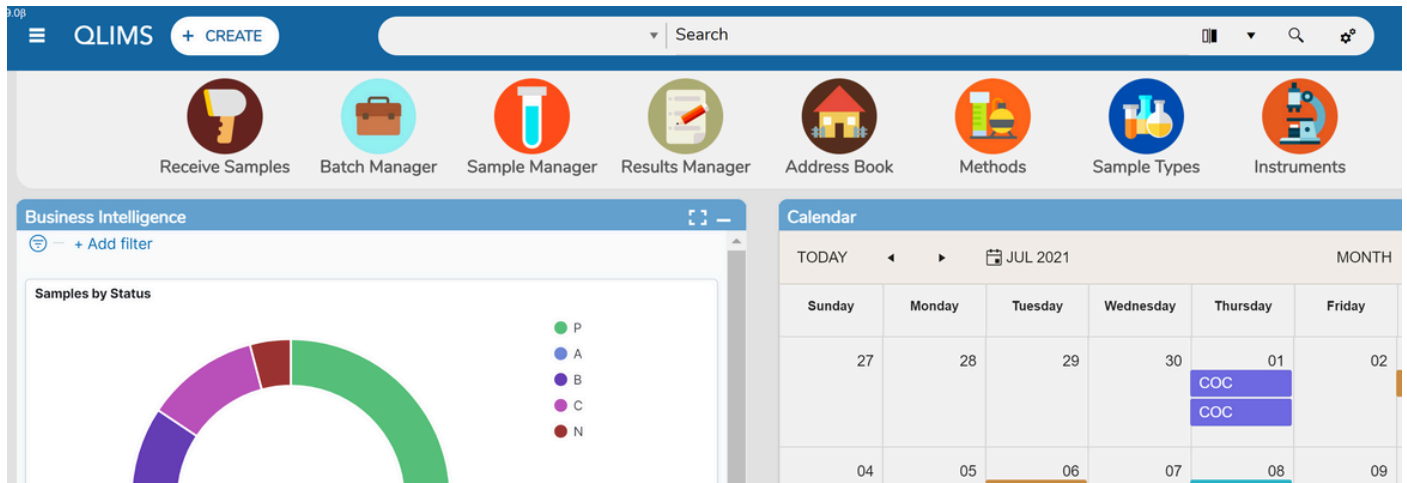 9.0β
QLIMS + CREATE Search
Receive Samples Batch Manager Sample Manager Results Manager Address Book Methods Sample Types Instruments
Business Intelligence
+ Add filter
Samples by Status
P
A
B
C
N
Calendar
TODAY JUL 2021 MONTH
Sunday Monday Tuesday Wednesday Thursday Friday
27 28 29 30 01 02
COC
COC
04 05 06 07 08 09